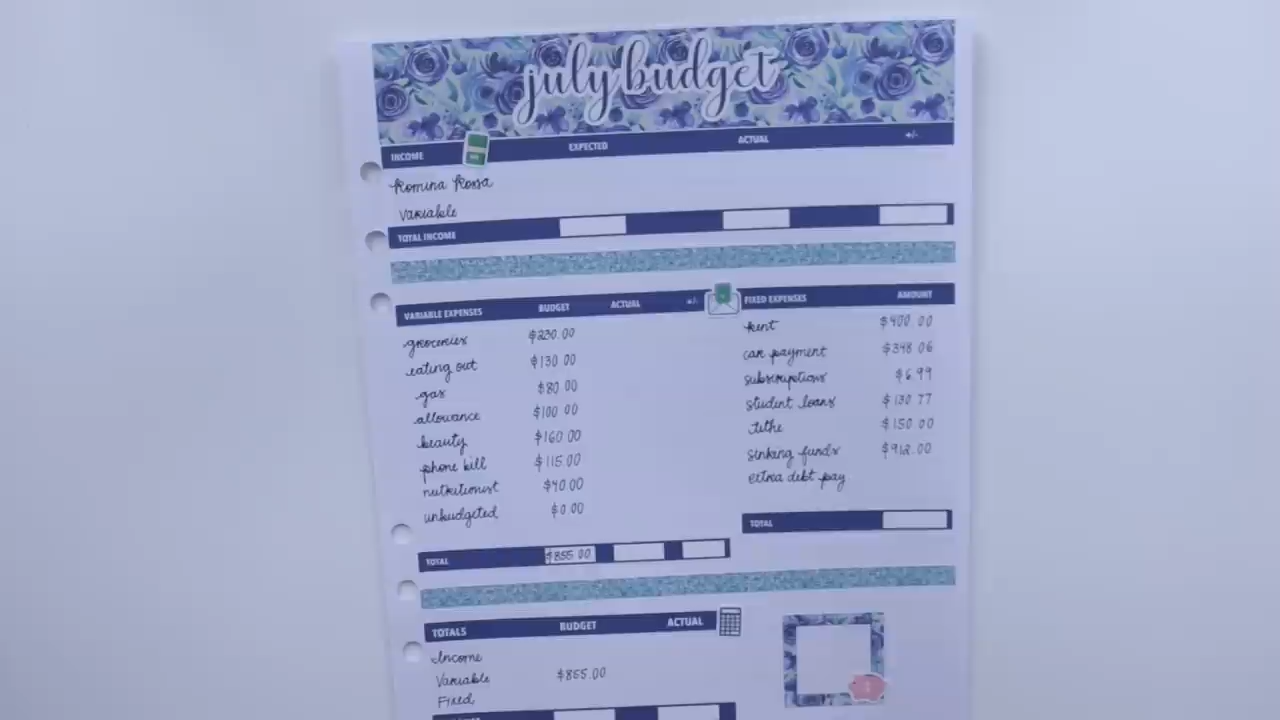 july budget
INCOME EXPECTED ACTUAL +/-
Romina Rossa
Variable
TOTAL INCOME
VARIABLE EXPENSES BUDGET ACTUAL +/-
groceries $230.00
eating out $130.00
gas $80.00
allowance $100.00
beauty $160.00
phone bill $115.00
nutritionist $40.00
unbudgeted $0.00
TOTAL $855.00
FIXED EXPENSES AMOUNT
rent $400.00
car payment $348.06
subscriptions $6.99
student loans $130.77
tithe $150.00
sinking funds $912.00
extra debt pay
TOTAL
TOTALS BUDGET ACTUAL
Income
Variable $855.00
Fixed